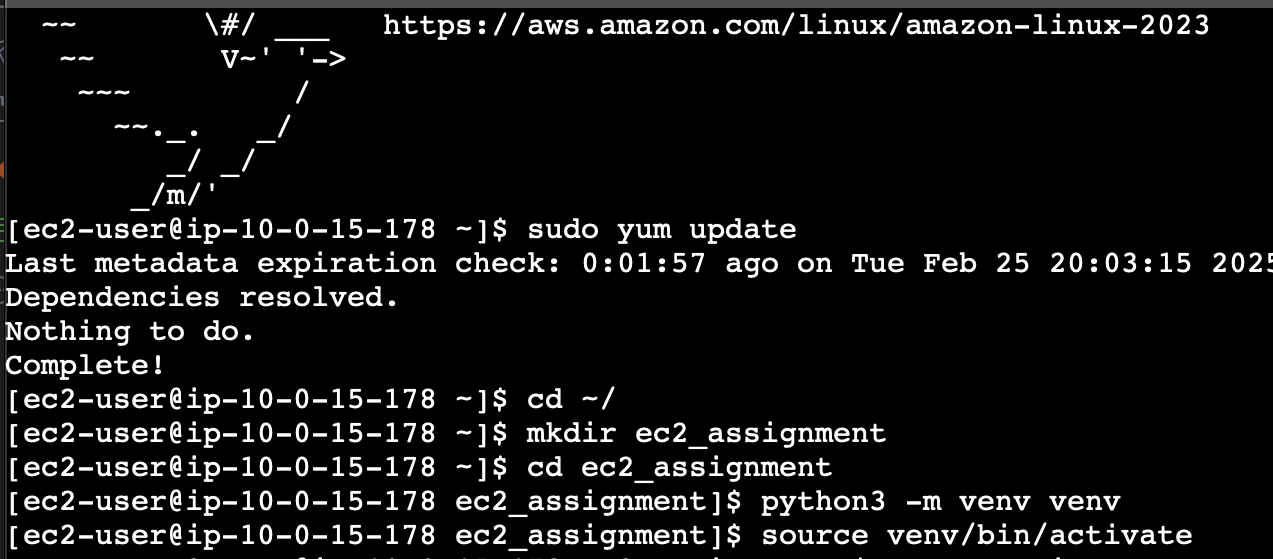 ~~       \#/ ___   https://aws.amazon.com/linux/amazon-linux-2023
~~       V~' '->
~~~         /
~~._.   _/
_/ _/
_/m/'
[ec2-user@ip-10-0-15-178 ~]$ sudo yum update
Last metadata expiration check: 0:01:57 ago on Tue Feb 25 20:03:15 2025
Dependencies resolved.
Nothing to do.
Complete!
[ec2-user@ip-10-0-15-178 ~]$ cd ~/
[ec2-user@ip-10-0-15-178 ~]$ mkdir ec2_assignment
[ec2-user@ip-10-0-15-178 ~]$ cd ec2_assignment
[ec2-user@ip-10-0-15-178 ec2_assignment]$ python3 -m venv venv
[ec2-user@ip-10-0-15-178 ec2_assignment]$ source venv/bin/activate